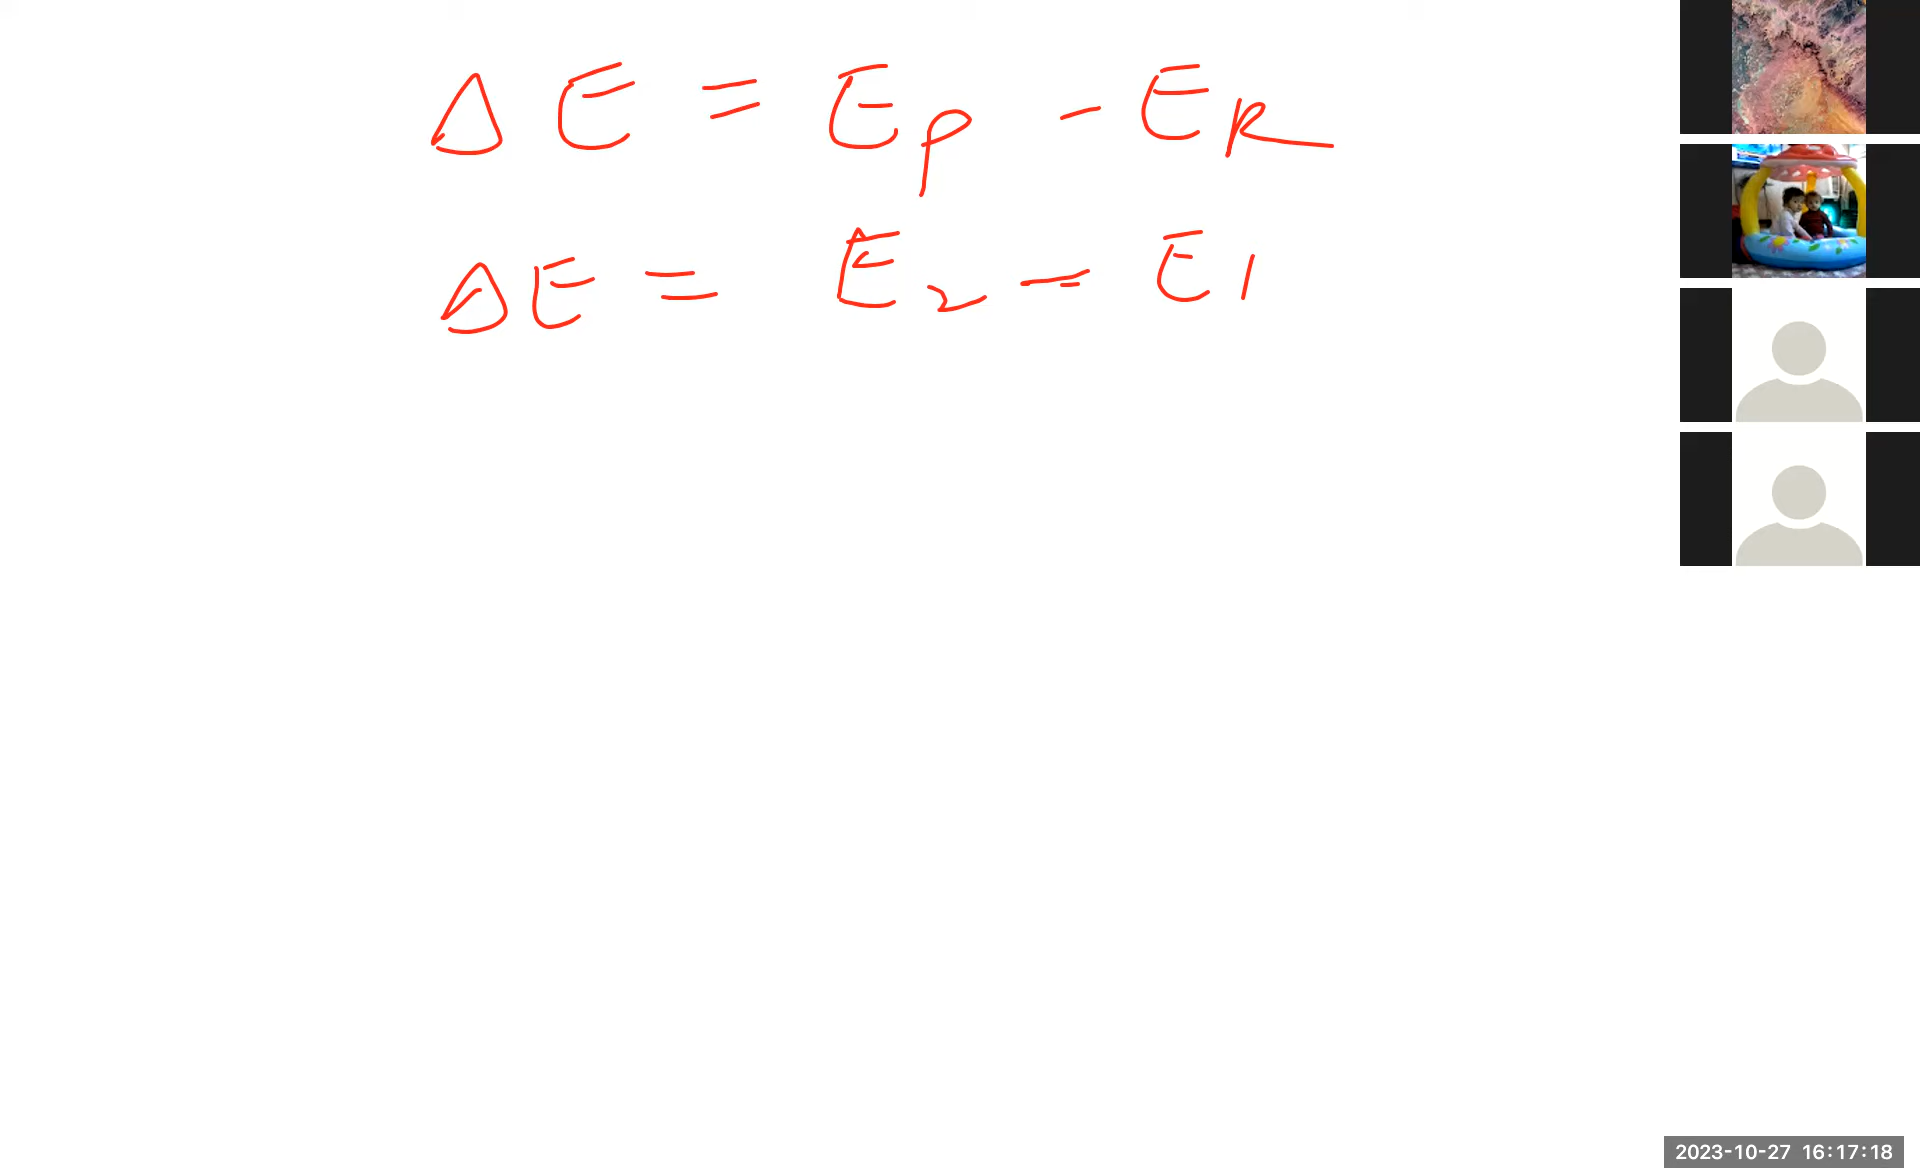 ΔE = Ep - ER
ΔE = E2 - E1
2023-10-27 16:17:18